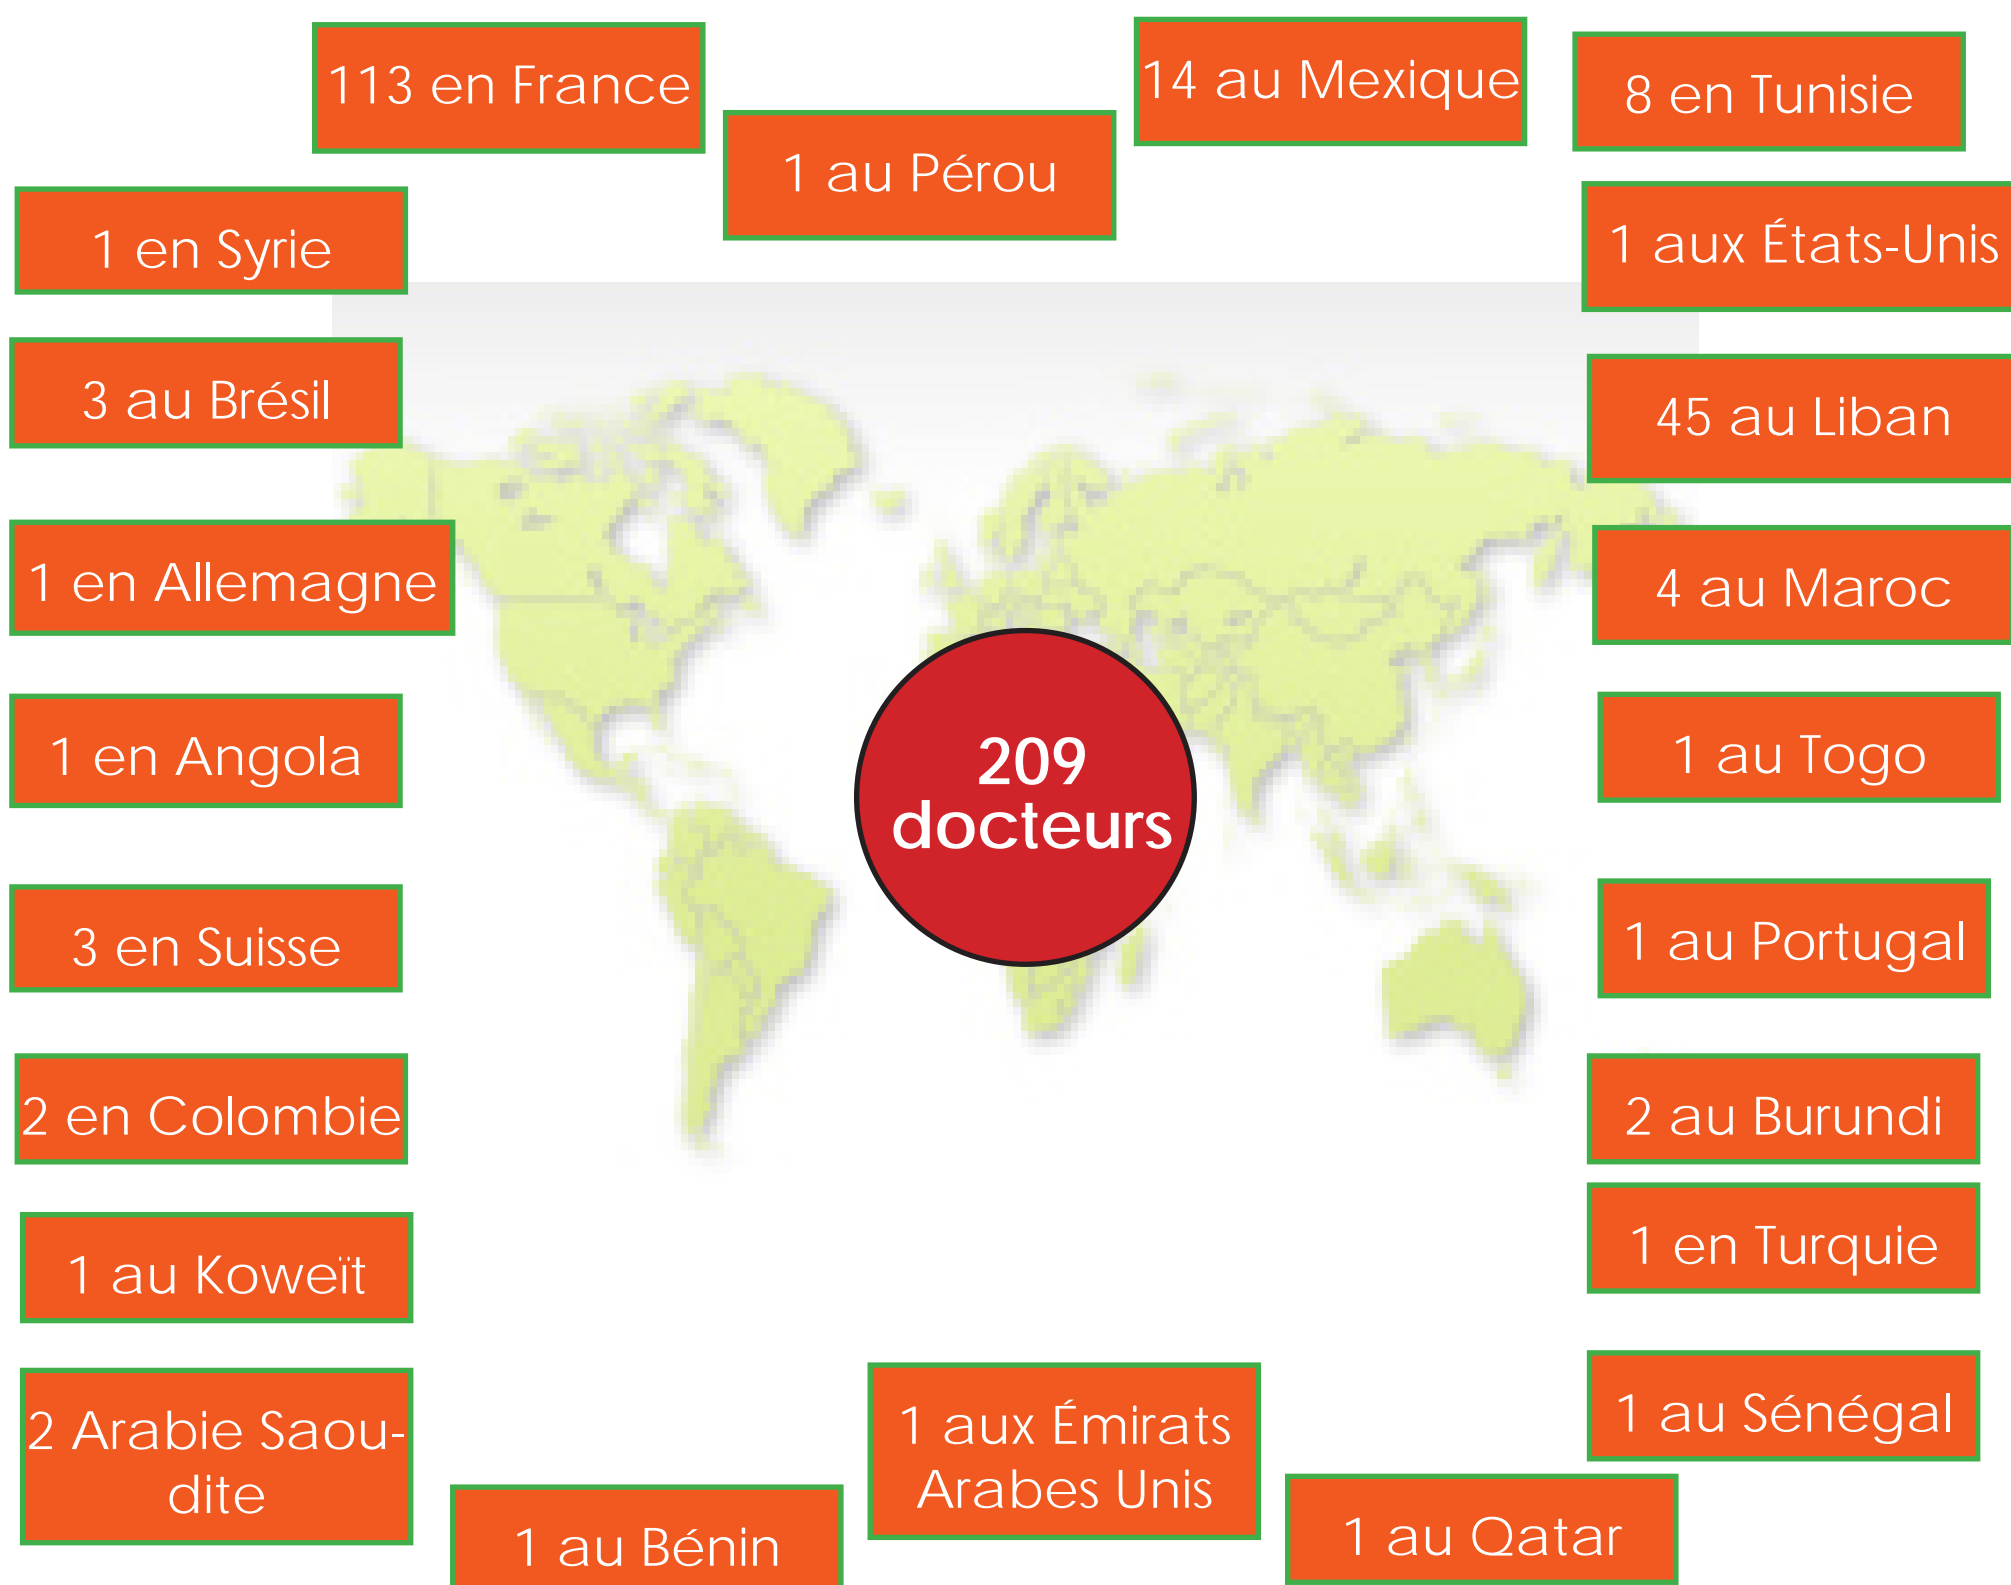 113 en France
1 au Pérou
14 au Mexique
8 en Tunisie
1 en Syrie
1 aux États-Unis
3 au Brésil
45 au Liban
1 en Allemagne
4 au Maroc
1 en Angola
1 au Togo
209
docteurs
3 en Suisse
1 au Portugal
2 en Colombie
2 au Burundi
1 au Koweït
1 en Turquie
2 Arabie Saou-
dite
1 aux Émirats
Arabes Unis
1 au Sénégal
1 au Bénin
1 au Qatar